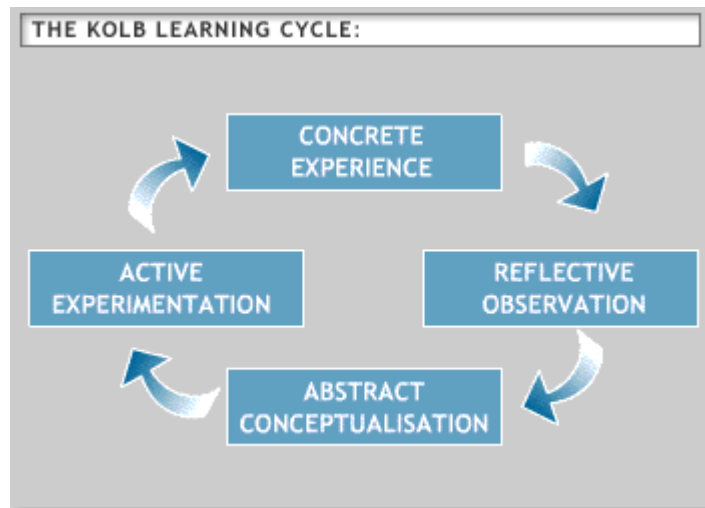 THE KOLB LEARNING CYCLE:
CONCRETE
EXPERIENCE
REFLECTIVE
OBSERVATION
ABSTRACT
CONCEPTUALISATION
ACTIVE
EXPERIMENTATION